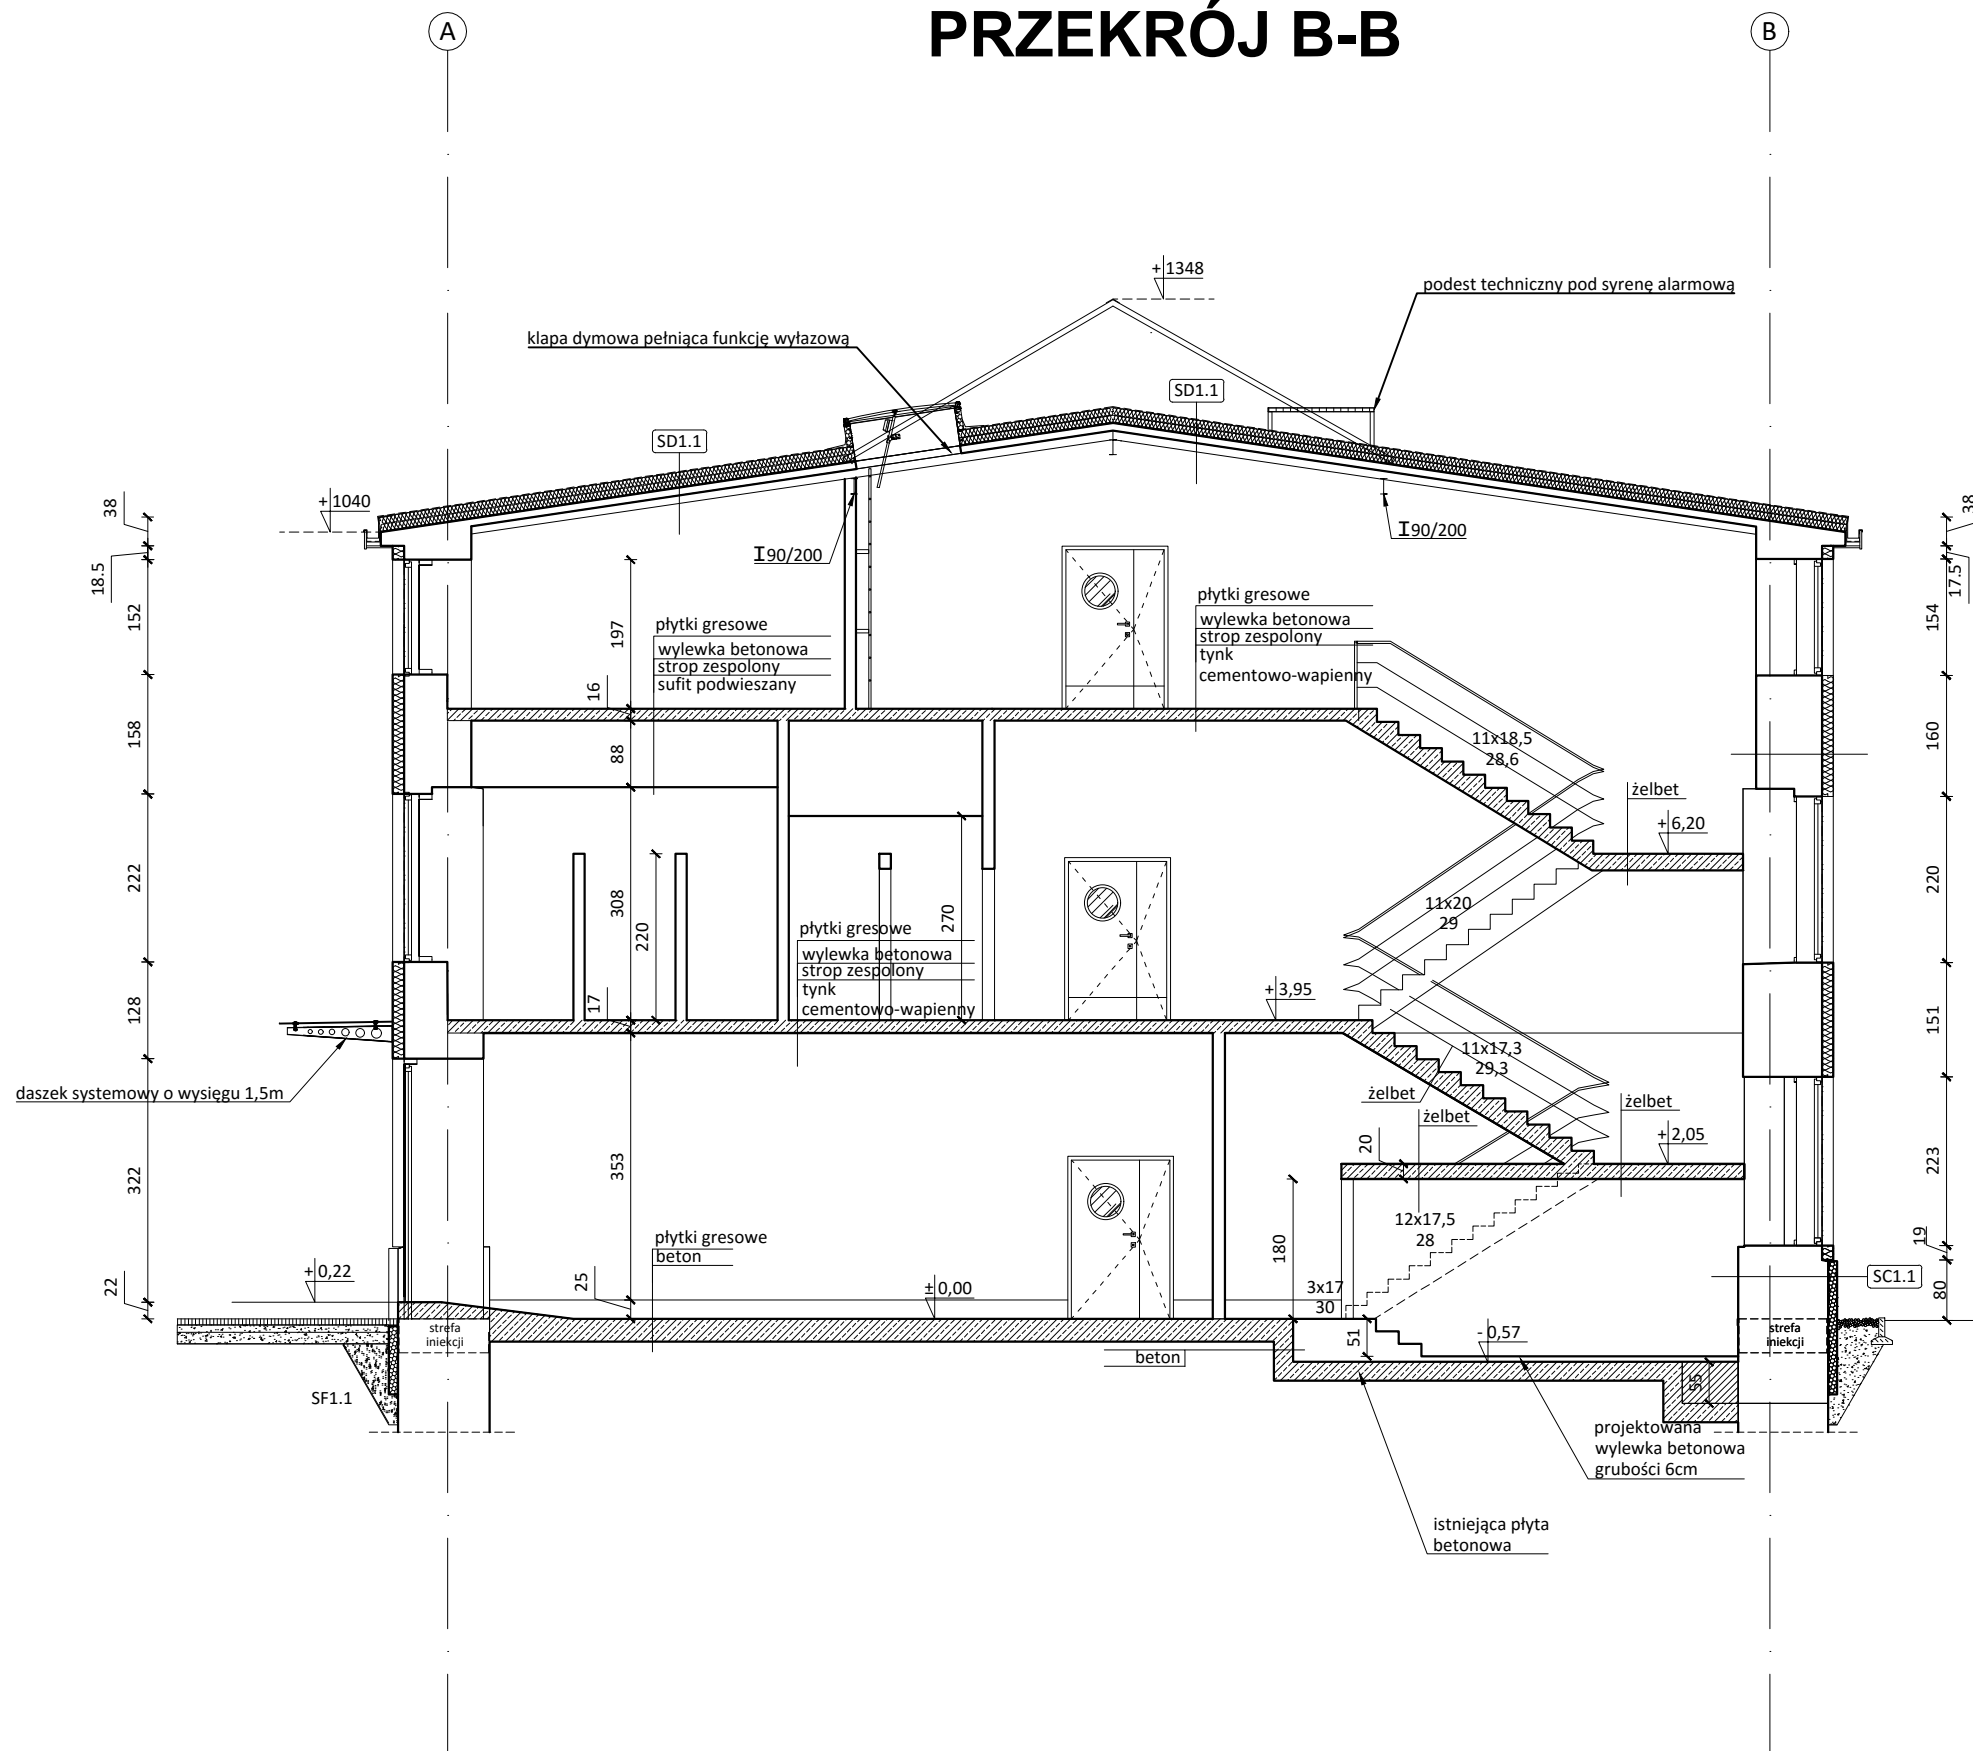 PRZEKRÓJ B-B
A
B
+1348
podest techniczny pod syrenę alarmową
klapa dymowa pełniąca funkcję wyłazową
SD1.1
SD1.1
+1040
I90/200
I90/200
38
18.5
152
158
222
128
322
22
38
17.5
154
160
220
151
223
19
80
197
16
88
308
220
17
270
353
25
płytki gresowe
wylewka betonowa
strop zespolony
sufit podwieszany
płytki gresowe
wylewka betonowa
strop zespolony
tynk
cementowo-wapienny
11x18,5
28,6
żelbet
+6,20
11x20
29
płytki gresowe
wylewka betonowa
strop zespolony
tynk
cementowo-wapienny
+3,95
11x17,3
29,3
żelbet
żelbet
żelbet
+2,05
20
daszek systemowy o wysięgu 1,5m
180
12x17,5
28
3x17
30
płytki gresowe
beton
+0,22
±0,00
51
-0,57
SC1.1
strefa
iniekcji
strefa
iniekcji
beton
55
SF1.1
projektowana
wylewka betonowa
grubości 6cm
istniejąca płyta
betonowa